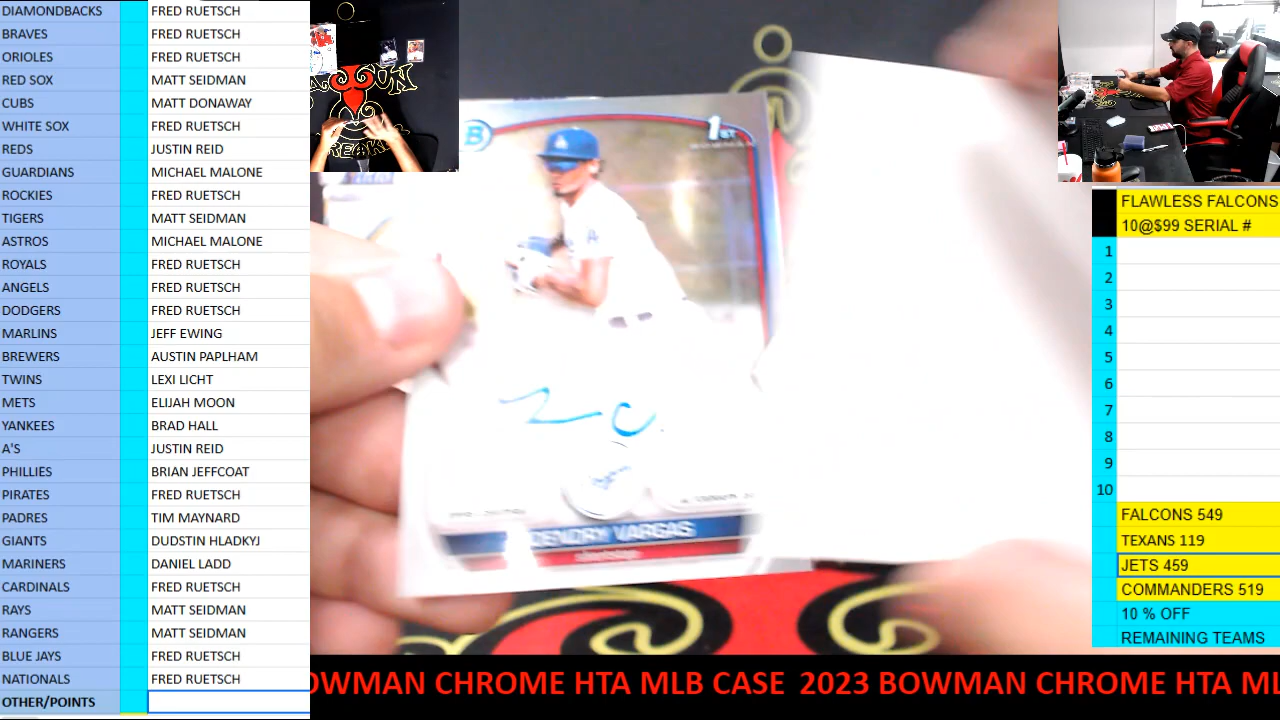 DIAMONDBACKS FRED RUETSCH
BRAVES FRED RUETSCH
ORIOLES FRED RUETSCH
RED SOX MATT SEIDMAN
CUBS MATT DONAWAY
WHITE SOX FRED RUETSCH
REDS JUSTIN REID
GUARDIANS MICHAEL MALONE
ROCKIES FRED RUETSCH
TIGERS MATT SEIDMAN
ASTROS MICHAEL MALONE
ROYALS FRED RUETSCH
ANGELS FRED RUETSCH
DODGERS FRED RUETSCH
MARLINS JEFF EWING
BREWERS AUSTIN PAPLHAM
TWINS LEXI LICHT
METS ELIJAH MOON
YANKEES BRAD HALL
A'S JUSTIN REID
PHILLIES BRIAN JEFFCOAT
PIRATES FRED RUETSCH
PADRES TIM MAYNARD
GIANTS DUDSTIN HLADKYJ
MARINERS DANIEL LADD
CARDINALS FRED RUETSCH
RAYS MATT SEIDMAN
RANGERS MATT SEIDMAN
BLUE JAYS FRED RUETSCH
NATIONALS FRED RUETSCH
OTHER/POINTS
B
1ST
VARGAS
FLAWLESS FALCONS
10@$99 SERIAL #
1
2
3
4
5
6
7
8
9
10
FALCONS 549
TEXANS 119
JETS 459
COMMANDERS 519
10 % OFF
REMAINING TEAMS
OWMAN CHROME HTA MLB CASE 2023 BOWMAN CHROME HTA ML